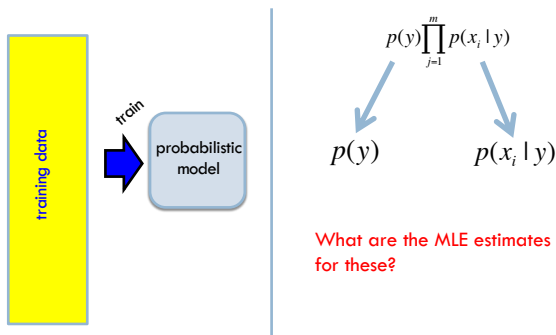 training data
train
probabilistic
model
p(y)∏_{j=1}^{m} p(x_i | y)
p(y)
p(x_i | y)
What are the MLE estimates
for these?